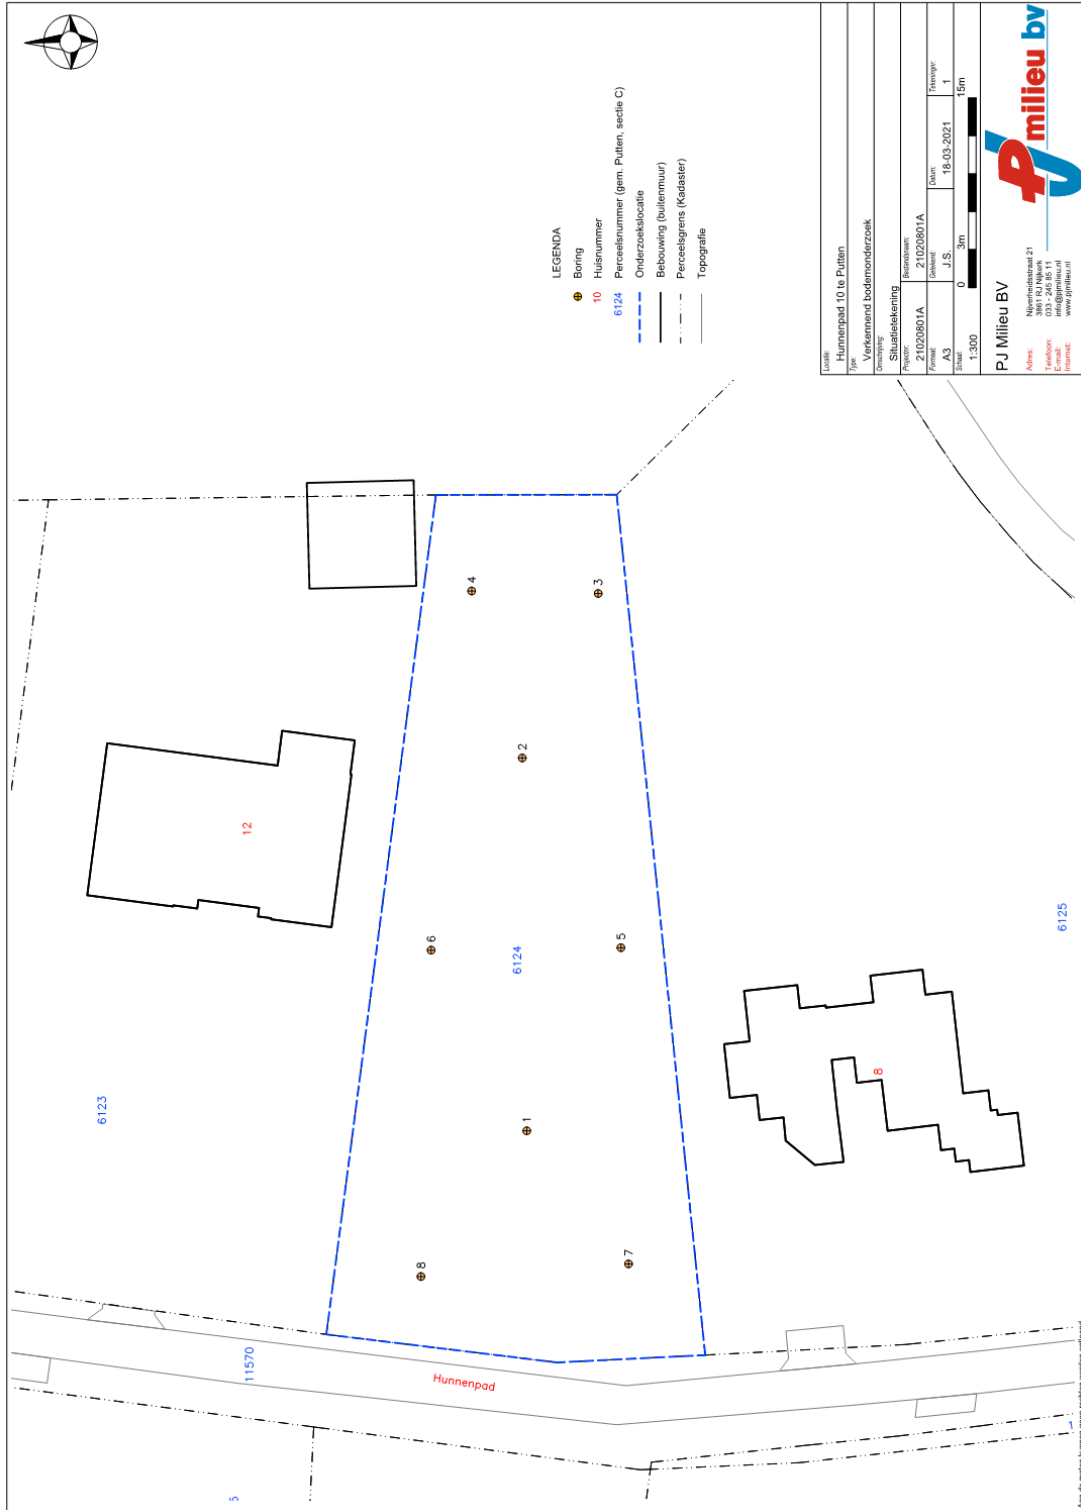 LEGENDA
Boring
10 Huisnummer
6124 Perceelsnummer (gem. Putten, sectie C)
Onderzoekslocatie
Bebouwing (buitenmuur)
Perceelsgrens (Kadaster)
Topografie
12
6123
4
3
2
6
5
6124
1
8
7
8
6125
11570
Hunnenpad
1
Locatie:
Hunnenpad 10 te Putten
Type:
Verkennend bodemonderzoek
Omschrijving:
Situatietekening
Projectnr: Bestandsnaam:
21020801A 21020801A
Formaat: Getekend: Datum: Tekeningnr:
A3 J.S. 18-03-2021 1
Schaal:
1:300 0 3m 15m
PJ Milieu BV
Adres: Nijverheidsstraat 21
3861 RJ Nijkerk
Telefoon: 033 - 245 85 11
E-mail: info@pjmilieu.nl
Internet: www.pjmilieu.nl
PJ milieu bv